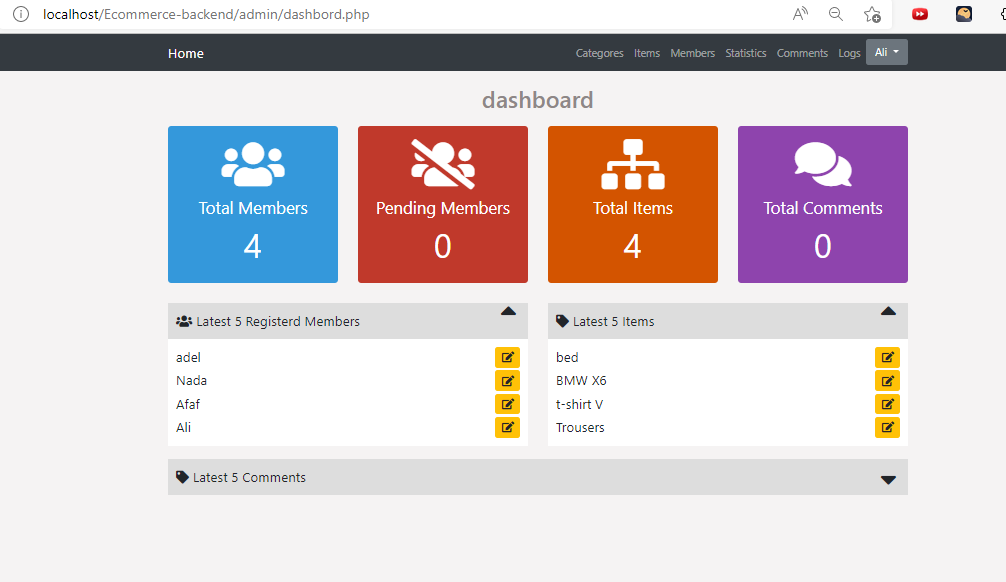 localhost/Ecommerce-backend/admin/dashbord.php
Home Categores Items Members Statistics Comments Logs Ali
dashboard
Total Members Pending Members Total Items Total Comments
4 0 4 0
Latest 5 Registerd Members Latest 5 Items
adel bed
Nada BMW X6
Afaf t-shirt V
Ali Trousers
Latest 5 Comments